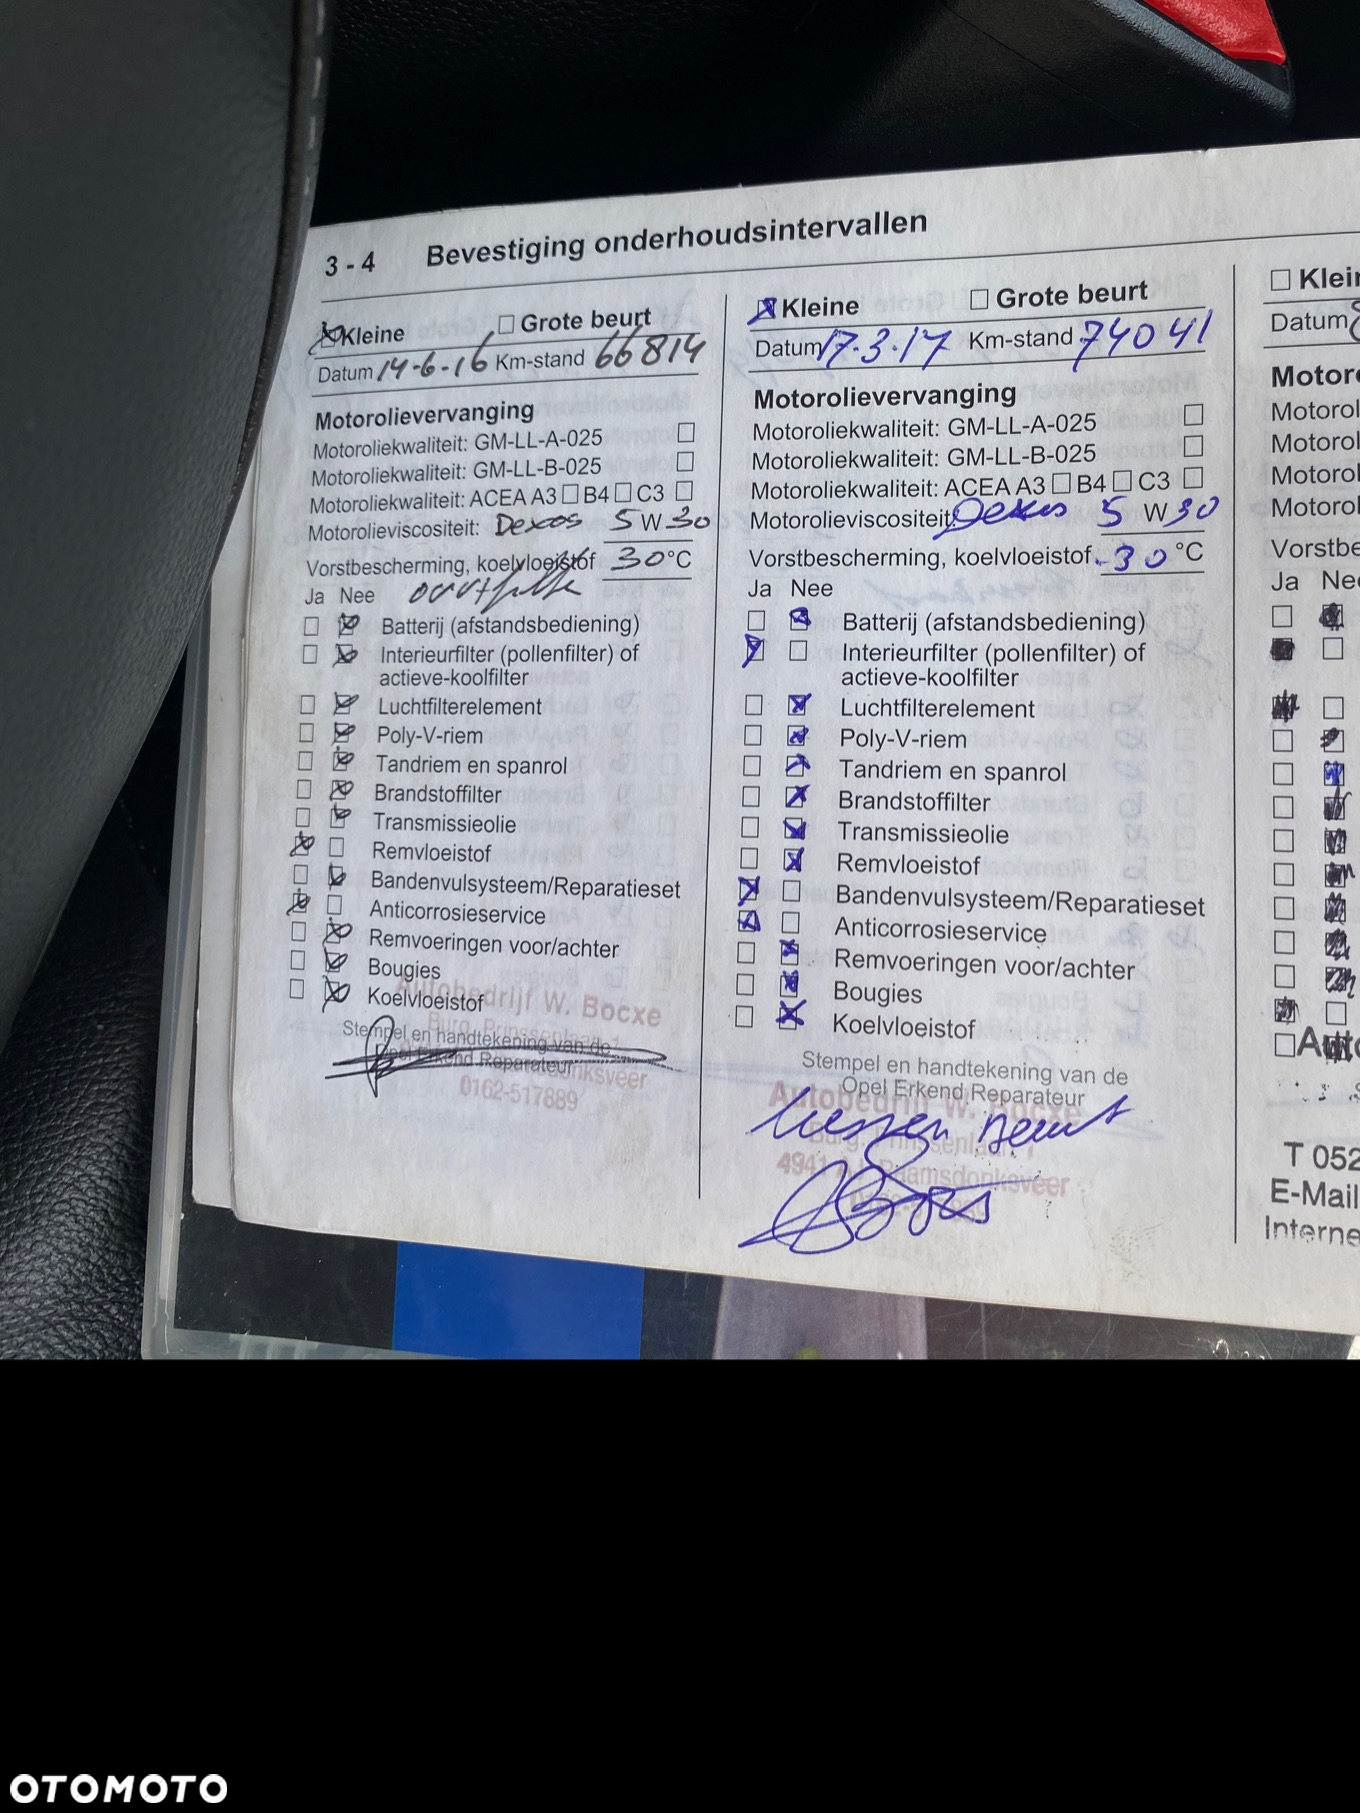 3 - 4 Bevestiging onderhoudsintervallen
Kleine Grote beurt
Datum 14-6-16 Km-stand 66814
Motorolievervanging
Motoroliekwaliteit: GM-LL-A-025
Motoroliekwaliteit: GM-LL-B-025
Motoroliekwaliteit: ACEA A3 B4 C3
Motorolieviscositeit: Dexos 5 W 30
Vorstbescherming, koelvloeistof 30 °C
Ja Nee
Batterij (afstandsbediening)
Interieurfilter (pollenfilter) of
actieve-koolfilter
Luchtfilterelement
Poly-V-riem
Tandriem en spanrol
Brandstoffilter
Transmissieolie
Remvloeistof
Bandenvulsysteem/Reparatieset
Anticorrosieservice
Remvoeringen voor/achter
Bougies
Koelvloeistof
Autobedrijf W. Bocxe
Stempel en handtekening van de
Opel Erkend Reparateur
0162-517889
Kleine Grote beurt
Datum 17.3.17 Km-stand 74041
Motorolievervanging
Motoroliekwaliteit: GM-LL-A-025
Motoroliekwaliteit: GM-LL-B-025
Motoroliekwaliteit: ACEA A3 B4 C3
Motorolieviscositeit: Dexos 5 W 30
Vorstbescherming, koelvloeistof -30 °C
Ja Nee
Batterij (afstandsbediening)
Interieurfilter (pollenfilter) of
actieve-koolfilter
Luchtfilterelement
Poly-V-riem
Tandriem en spanrol
Brandstoffilter
Transmissieolie
Remvloeistof
Bandenvulsysteem/Reparatieset
Anticorrosieservice
Remvoeringen voor/achter
Bougies
Koelvloeistof
Stempel en handtekening van de
Opel Erkend Reparateur
Autobedrijf W. Bocxe
4941 Raamsdonksveer
Klei
Datum
Motor
Motorol
Motorol
Motorol
Motorol
Vorstbe
Ja Nee
T 052
E-Mail
Interne
OTOMOTO